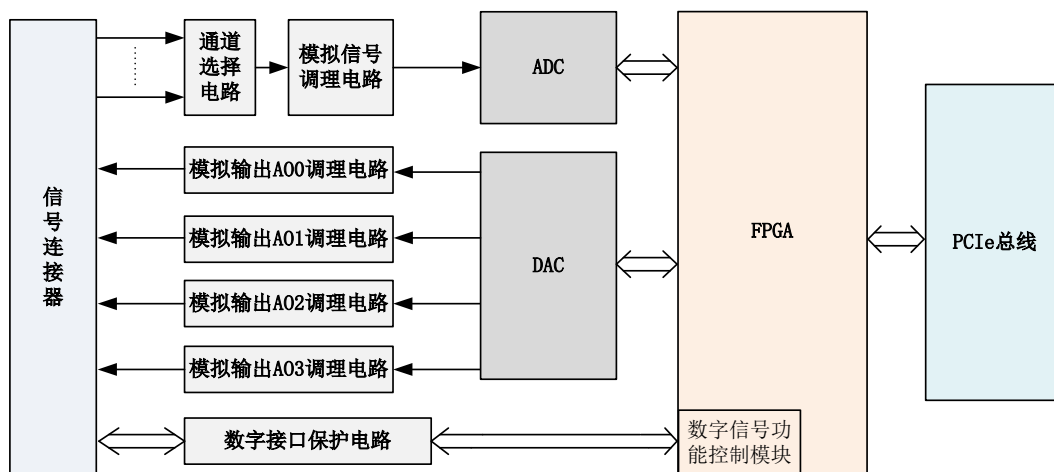 信
号
连
接
器
通道
选择
电路
模拟信号
调理电路
ADC
模拟输出AO0调理电路
模拟输出AO1调理电路
模拟输出AO2调理电路
模拟输出AO3调理电路
DAC
数字接口保护电路
FPGA
数字信号功
能控制模块
PCIe总线